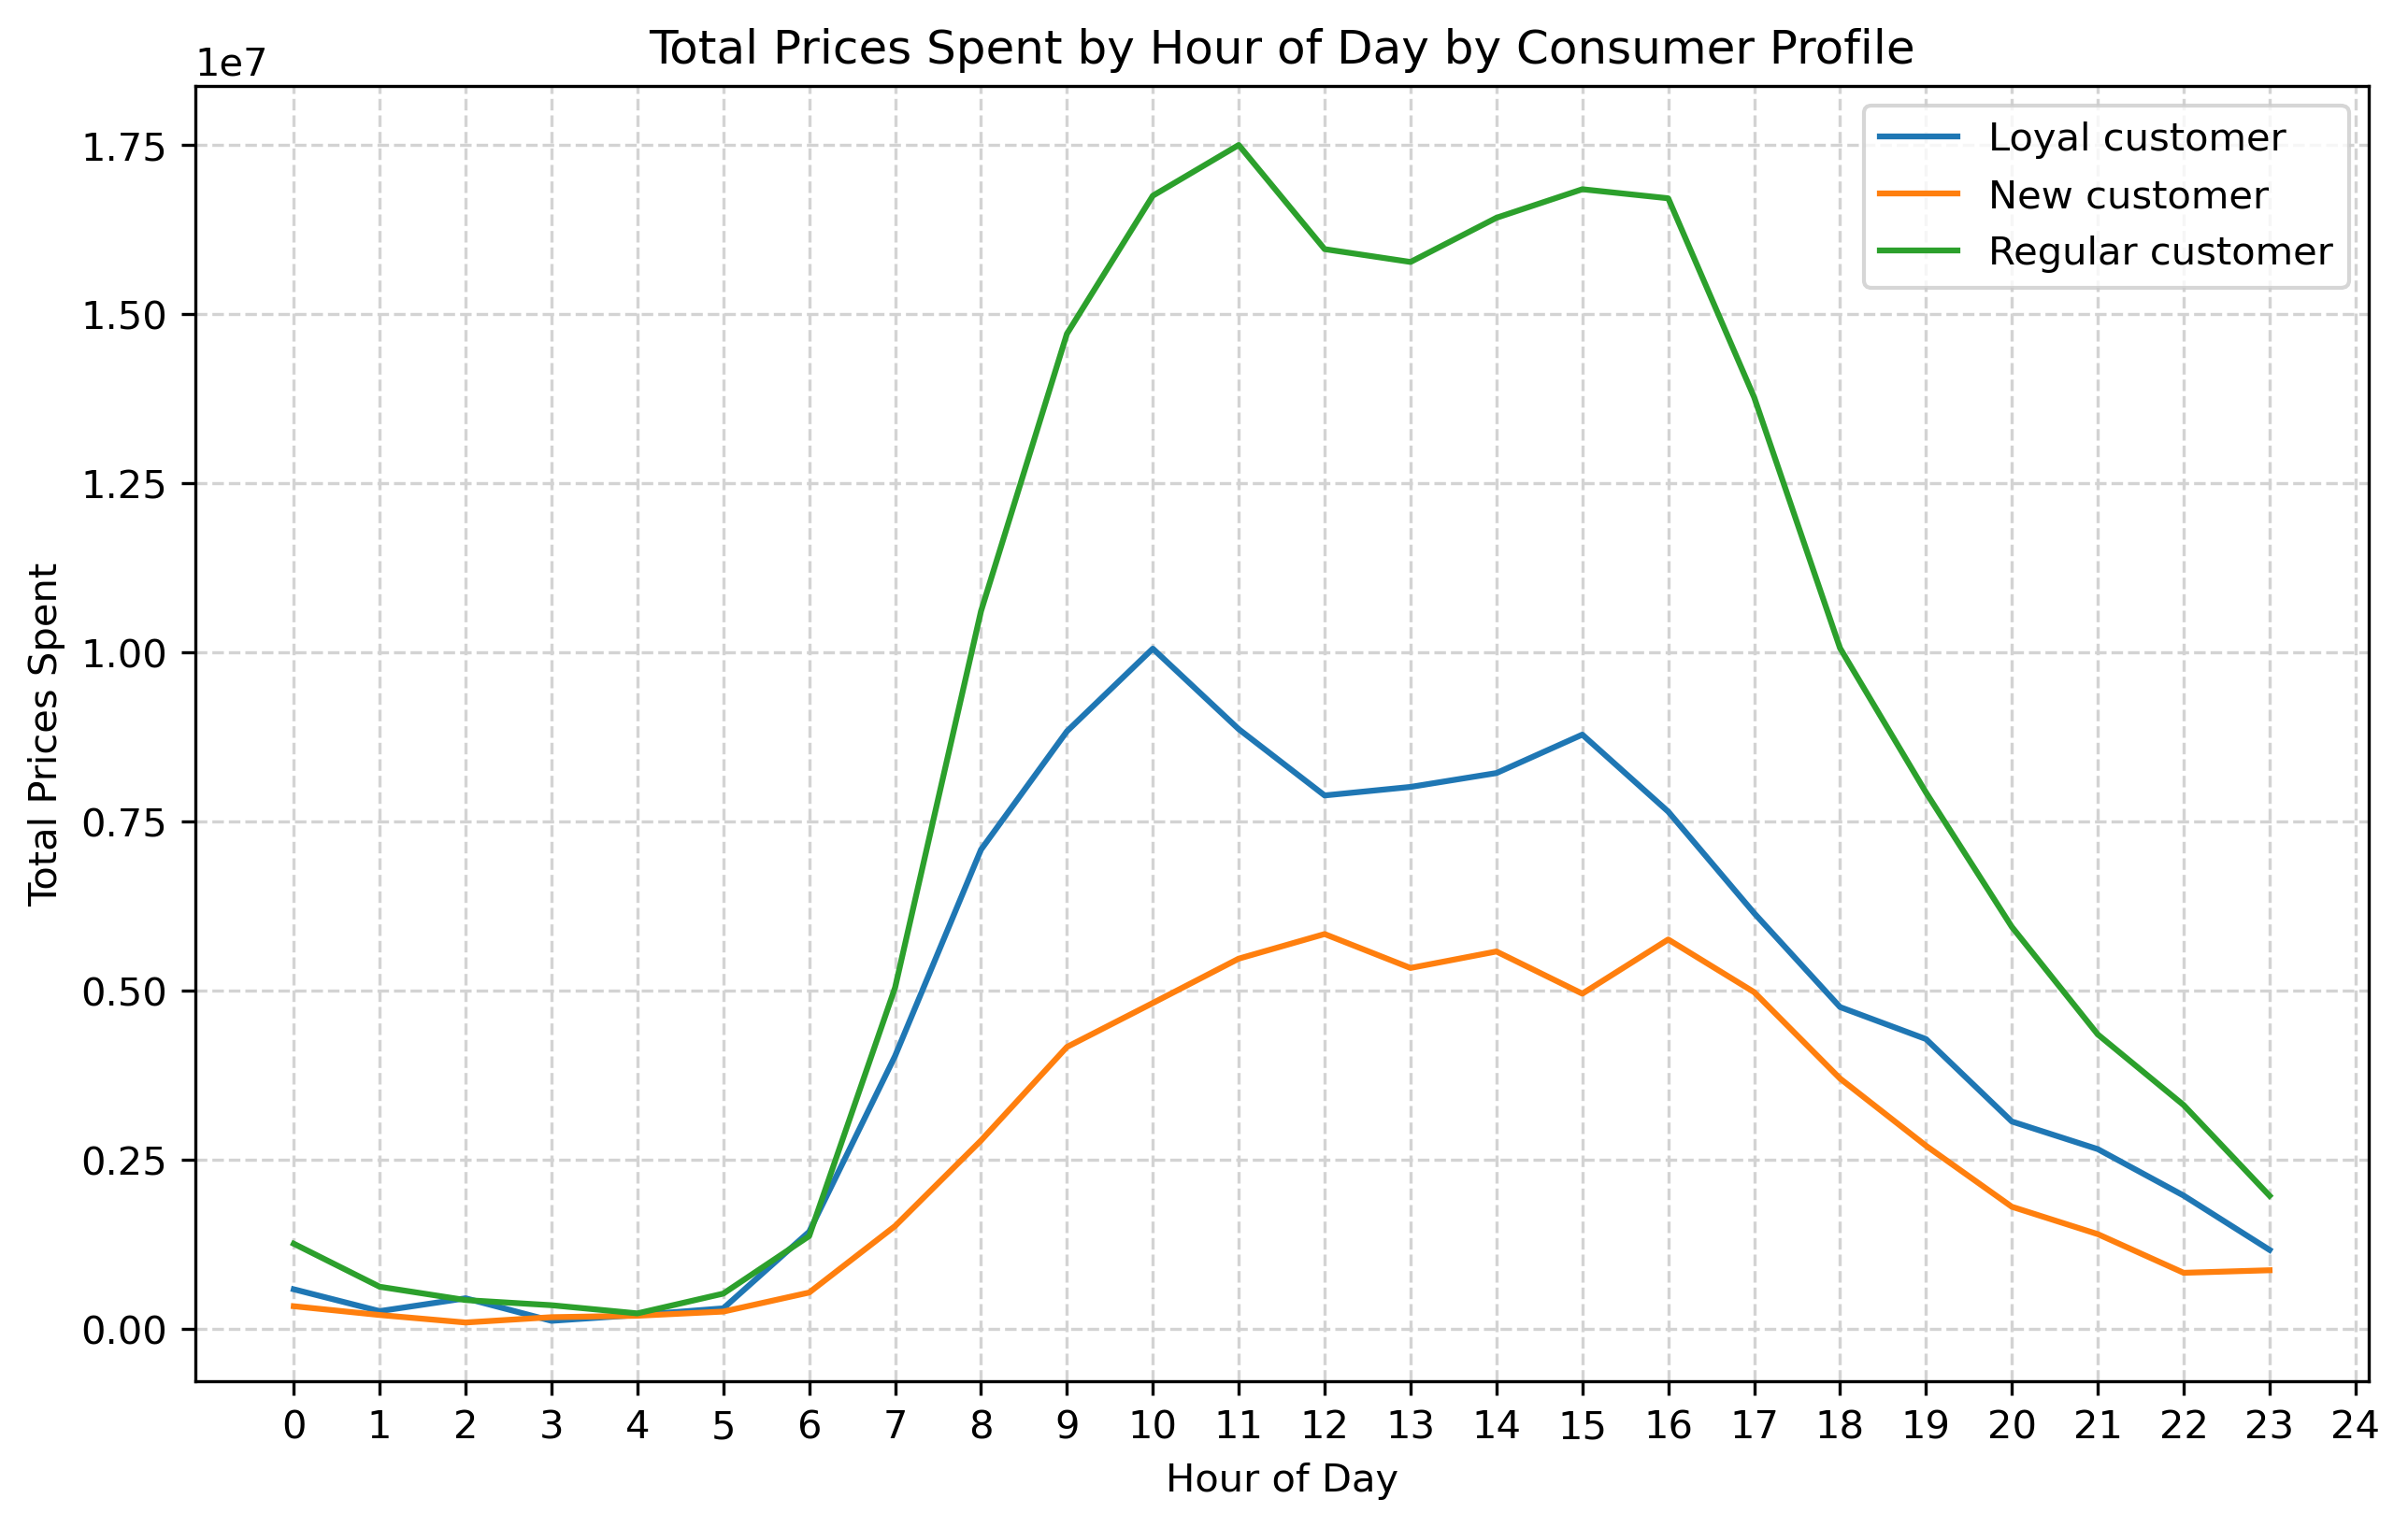 Total Prices Spent by Hour of Day by Consumer Profile
1e7
1.75
1.50
1.25
1.00
0.75
0.50
0.25
0.00
Total Prices Spent
Loyal customer
New customer
Regular customer
0 1 2 3 4 5 6 7 8 9 10 11 12 13 14 15 16 17 18 19 20 21 22 23 24
Hour of Day